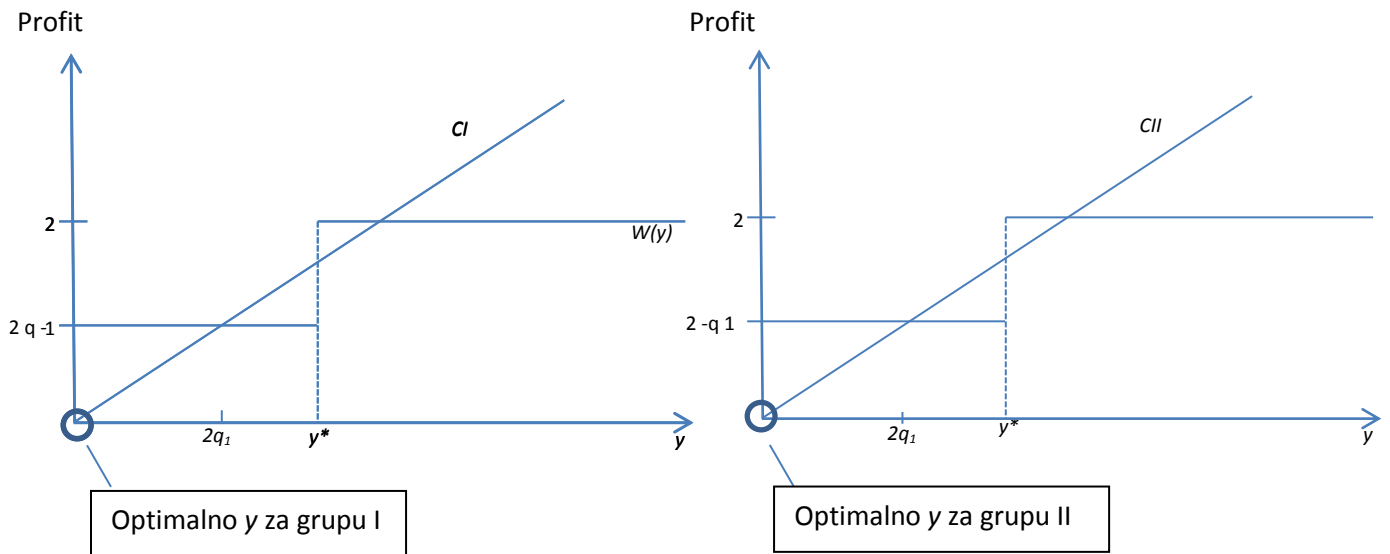 Profit
CI
2
W(y)
2 q -1
2q₁
y*
y
Optimalno y za grupu I
Profit
CII
2
2 -q 1
2q₁
y*
y
Optimalno y za grupu II